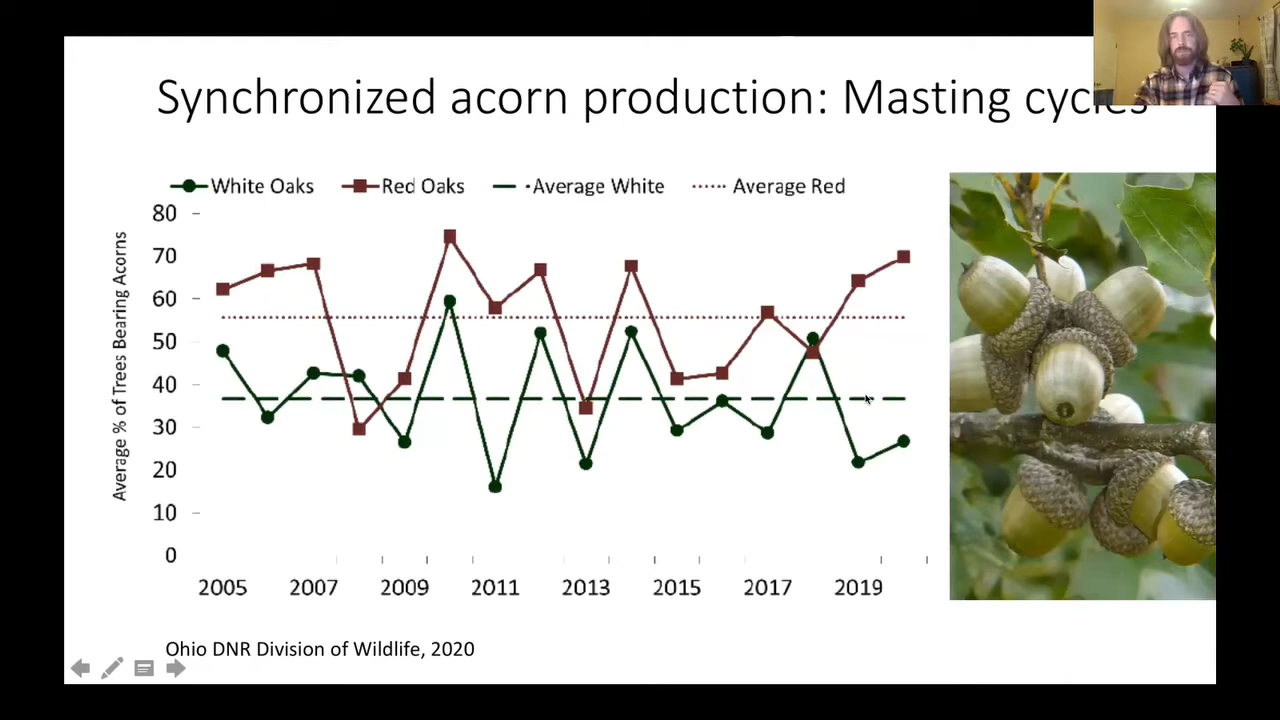 Synchronized acorn production: Masting cycles
White Oaks Red Oaks Average White Average Red
Average % of Trees Bearing Acorns
80
70
60
50
40
30
20
10
0
2005 2007 2009 2011 2013 2015 2017 2019
Ohio DNR Division of Wildlife, 2020